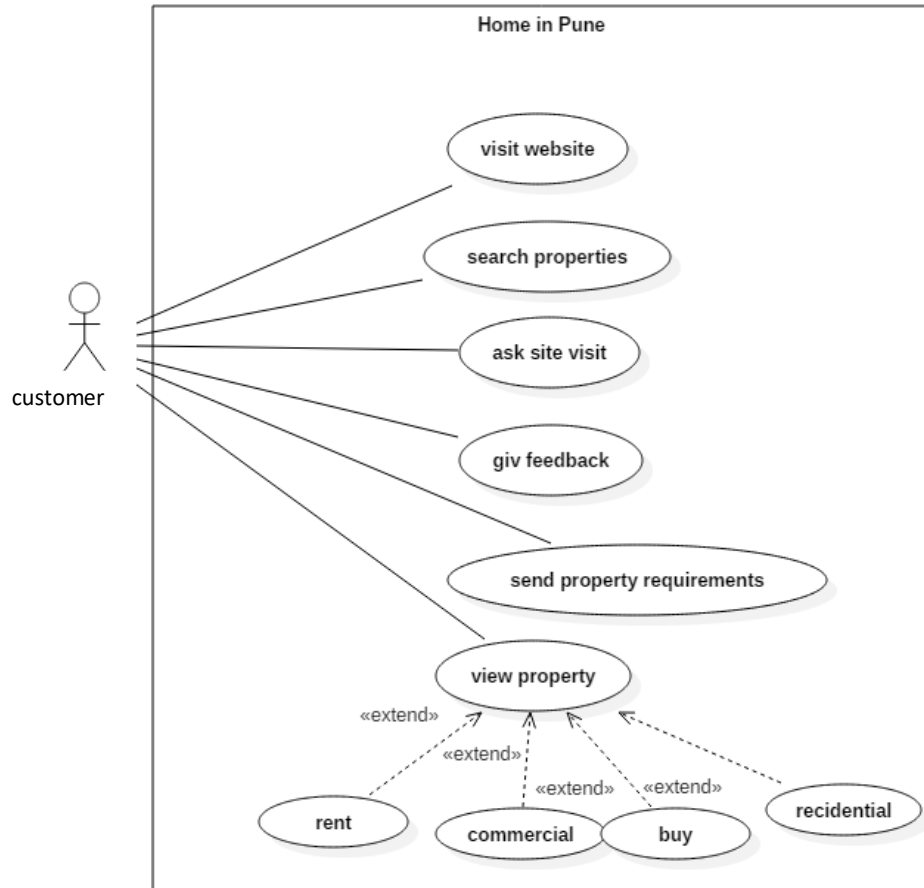 Home in Pune
visit website
search properties
ask site visit
customer
giv feedback
send property requirements
view property
«extend»
«extend»
«extend»
«extend»
rent
commercial
buy
recidential